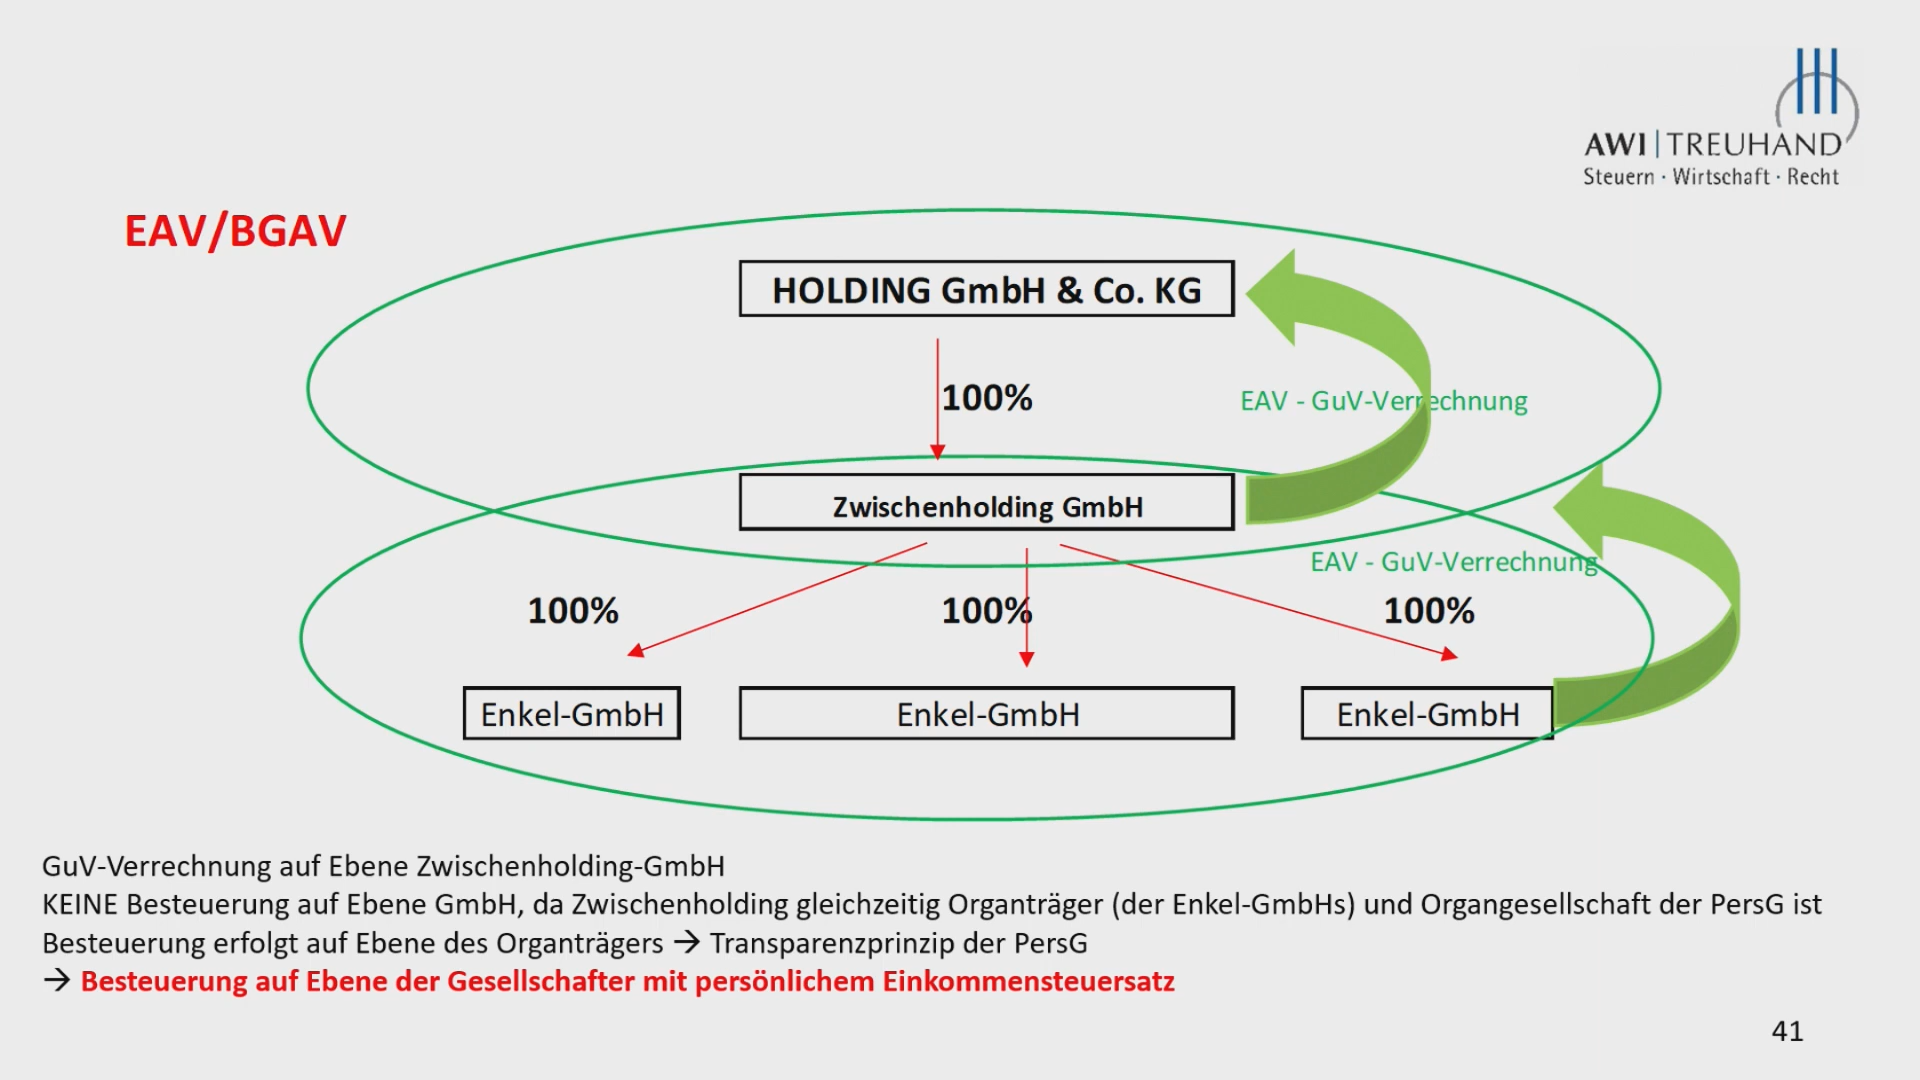 AWI|TREUHAND
Steuern · Wirtschaft · Recht
EAV/BGAV
HOLDING GmbH & Co. KG
100%
EAV - GuV-Verrechnung
Zwischenholding GmbH
EAV - GuV-Verrechnung
100%
100%
100%
Enkel-GmbH
Enkel-GmbH
Enkel-GmbH
GuV-Verrechnung auf Ebene Zwischenholding-GmbH
KEINE Besteuerung auf Ebene GmbH, da Zwischenholding gleichzeitig Organträger (der Enkel-GmbHs) und Organgesellschaft der PersG ist
Besteuerung erfolgt auf Ebene des Organträgers → Transparenzprinzip der PersG
→ Besteuerung auf Ebene der Gesellschafter mit persönlichem Einkommensteuersatz
41